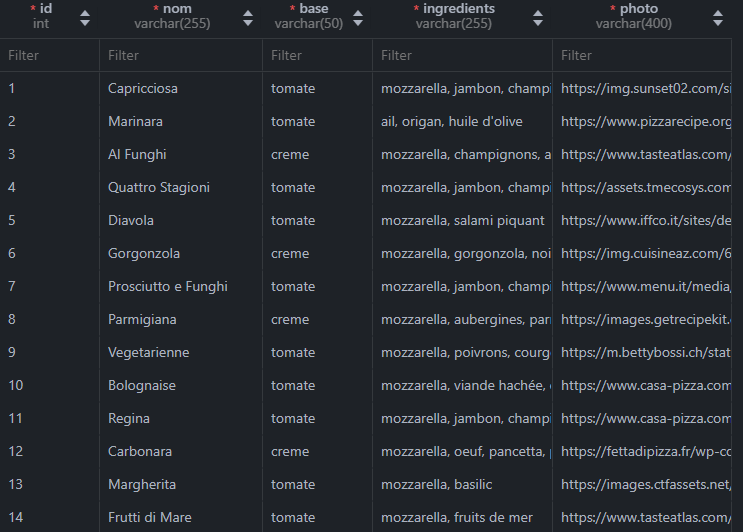 * id * nom * base * ingredients * photo
int varchar(255) varchar(50) varchar(255) varchar(400)
Filter Filter Filter Filter Filter
1 Capricciosa tomate mozzarella, jambon, champi https://img.sunset02.com/si
2 Marinara tomate ail, origan, huile d'olive https://www.pizzarecipe.org
3 Al Funghi creme mozzarella, champignons, a https://www.tasteatlas.com/
4 Quattro Stagioni tomate mozzarella, jambon, champi https://assets.tmecosys.com
5 Diavola tomate mozzarella, salami piquant https://www.iffco.it/sites/de
6 Gorgonzola creme mozzarella, gorgonzola, noi https://img.cuisineaz.com/6
7 Prosciutto e Funghi tomate mozzarella, jambon, champi https://www.menu.it/media,
8 Parmigiana creme mozzarella, aubergines, par https://images.getrecipekit.
9 Vegetarienne tomate mozzarella, poivrons, courg https://m.bettybossi.ch/stat
10 Bolognaise tomate mozzarella, viande hachée, https://www.casa-pizza.com
11 Regina tomate mozzarella, jambon, champi https://www.casa-pizza.com
12 Carbonara creme mozzarella, oeuf, pancetta, https://fettadipizza.fr/wp-co
13 Margherita tomate mozzarella, basilic https://images.ctfassets.net,
14 Frutti di Mare tomate mozzarella, fruits de mer https://www.tasteatlas.com/